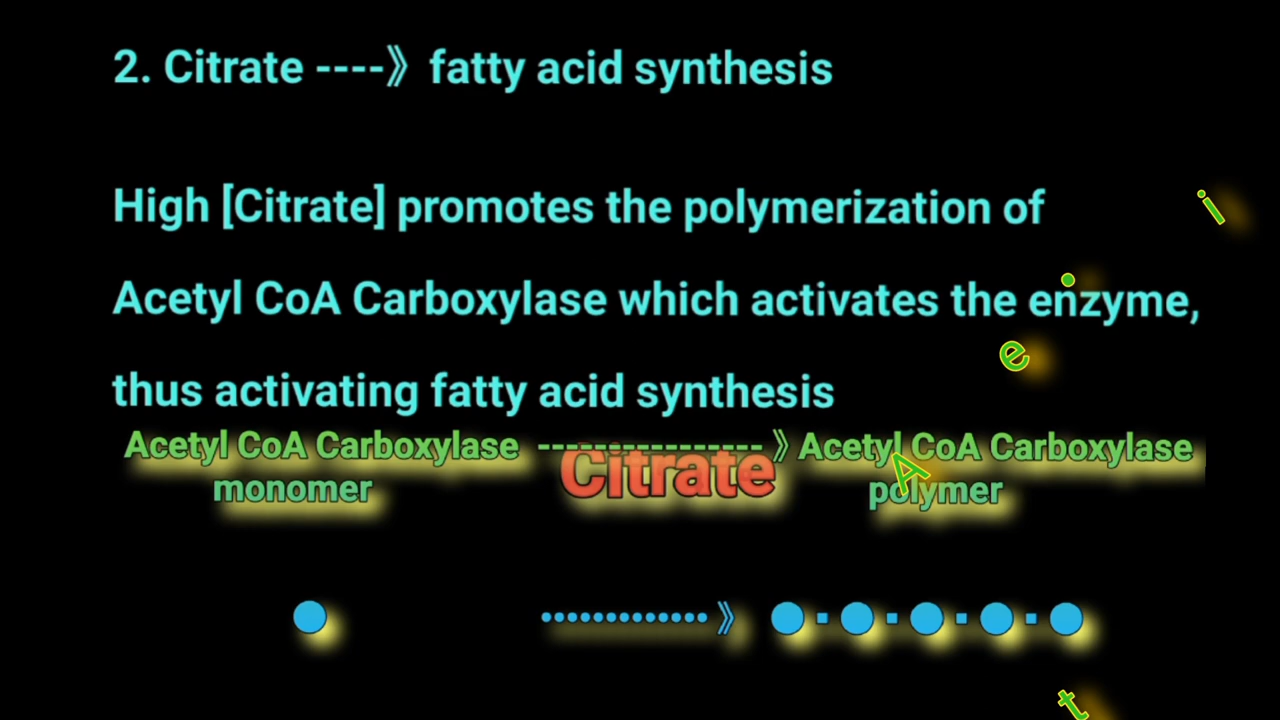 2. Citrate ----》 fatty acid synthesis
High [Citrate] promotes the polymerization of
Acetyl CoA Carboxylase which activates the enzyme,
thus activating fatty acid synthesis
Acetyl CoA Carboxylase ----------------》 Acetyl CoA Carboxylase
Citrate
monomer polymer
i
e
A
t